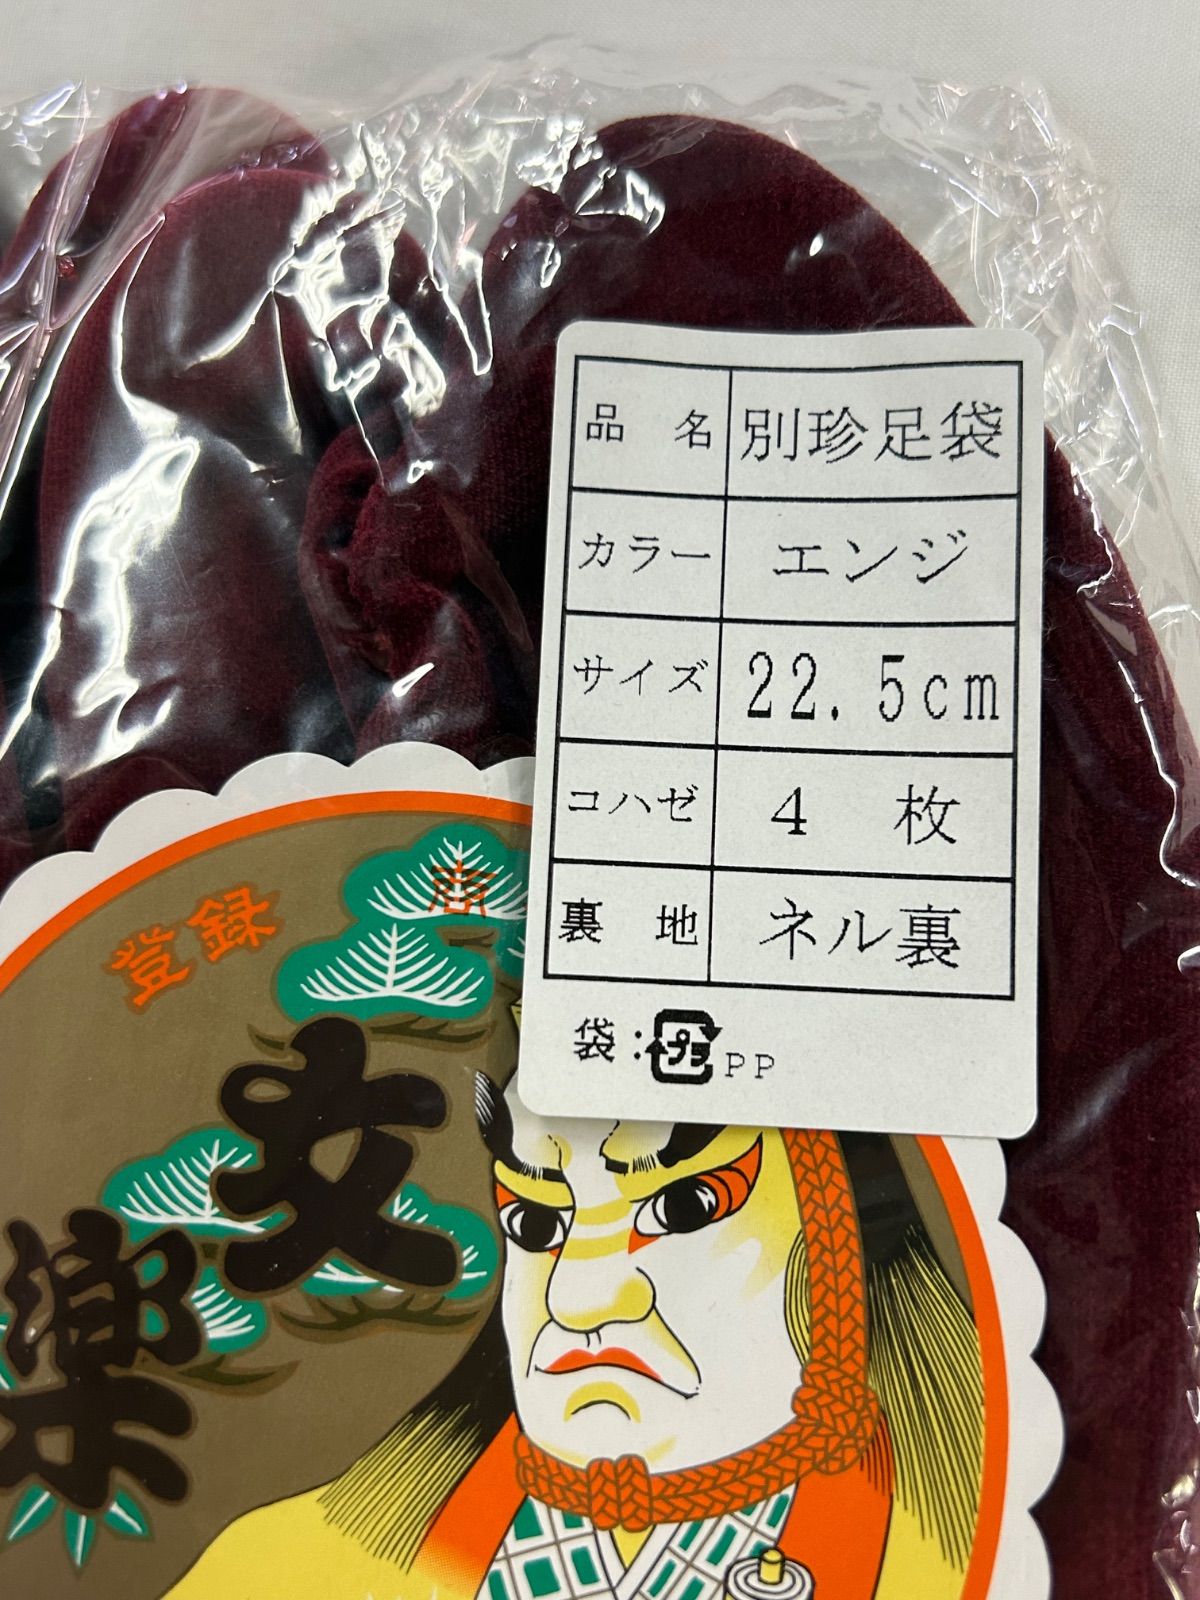 品名 別珍足袋
カラー エンジ
サイズ 22.5cm
コハゼ 4 枚
裏地 ネル裏
袋:プラ PP
登録商
文楽